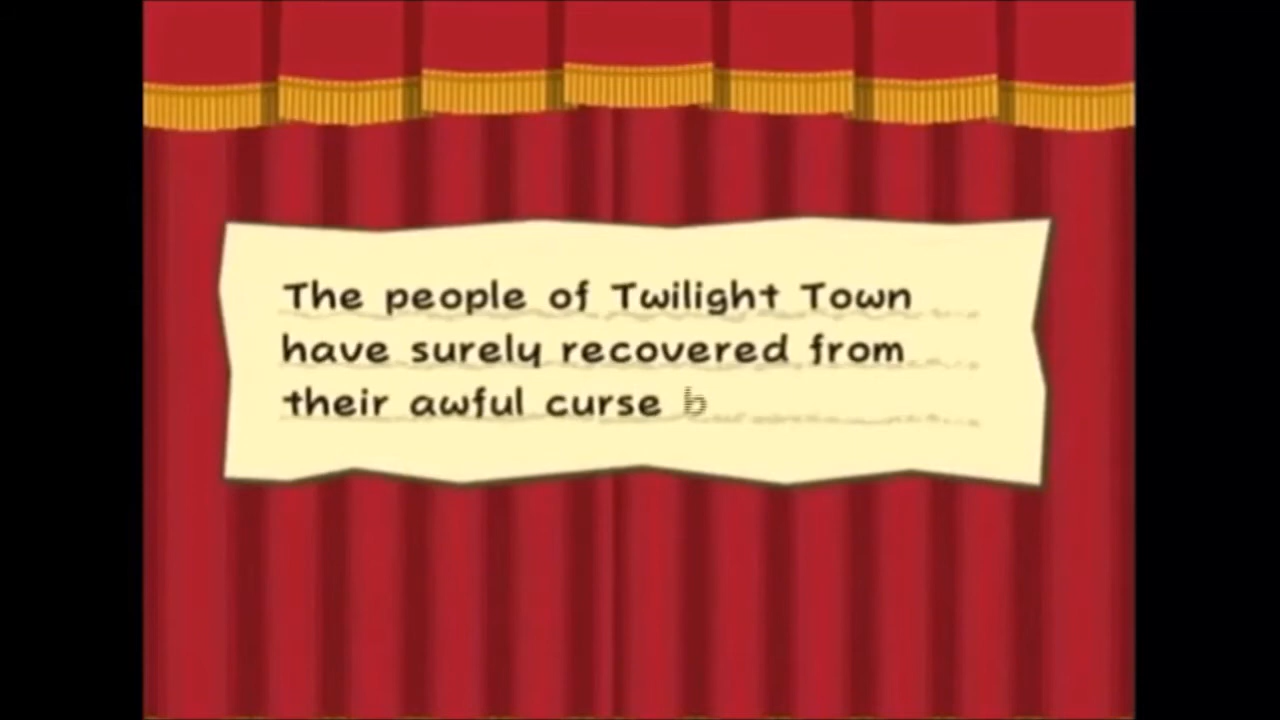 The people of Twilight Town
have surely recovered from
their awful curse b